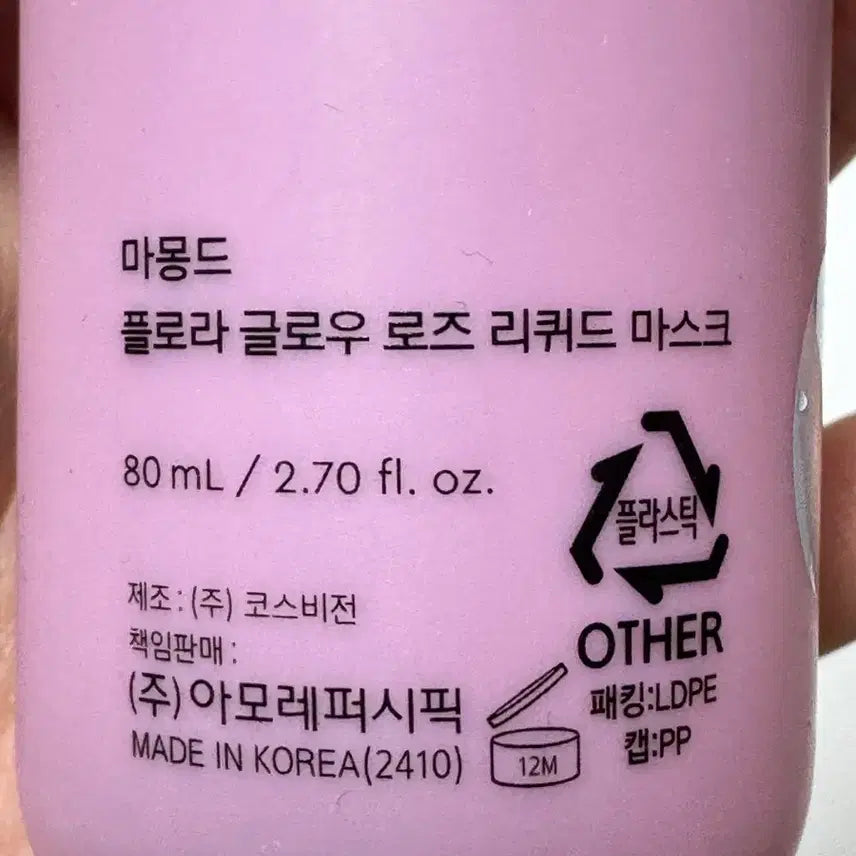 마몽드
플로라 글로우 로즈 리퀴드 마스크
80 mL / 2.70 fl. oz.
플라스틱
OTHER
패킹:LDPE
캡:PP
제조 : (주) 코스비전
책임판매 :
(주)아모레퍼시픽
MADE IN KOREA(2410)
12M